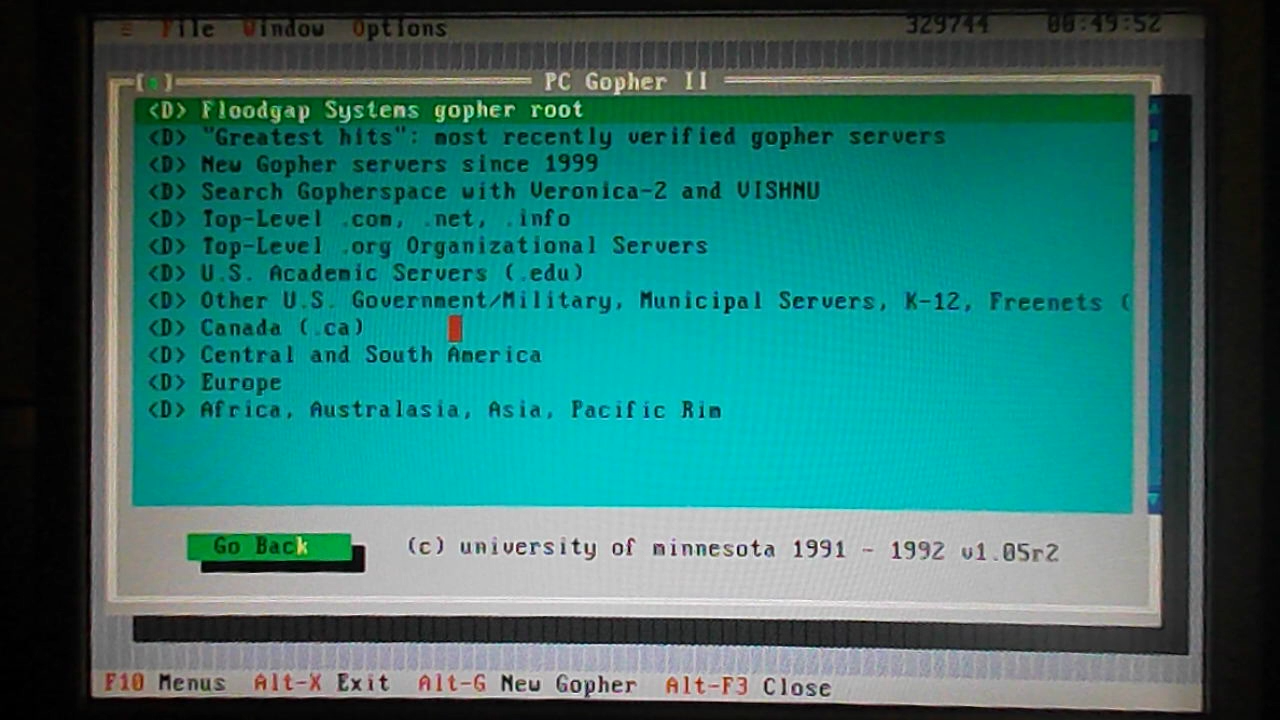 ≡ File Window Options 329744 00:49:52
[■] PC Gopher II
<D> Floodgap Systems gopher root
<D> "Greatest hits": most recently verified gopher servers
<D> New Gopher servers since 1999
<D> Search Gopherspace with Veronica-2 and VISHNU
<D> Top-Level .com, .net, .info
<D> Top-Level .org Organizational Servers
<D> U.S. Academic Servers (.edu)
<D> Other U.S. Government/Military, Municipal Servers, K-12, Freenets (
<D> Canada (.ca)
<D> Central and South America
<D> Europe
<D> Africa, Australasia, Asia, Pacific Rim
Go Back (c) university of minnesota 1991 - 1992 v1.05r2
F10 Menus Alt-X Exit Alt-G New Gopher Alt-F3 Close